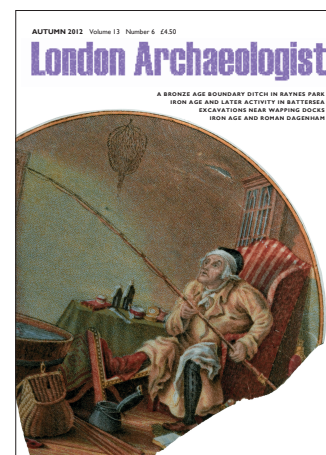 AUTUMN 2012 Volume 13 Number 6 £4.50
London Archaeologist
A BRONZE AGE BOUNDARY DITCH IN RAYNES PARK
IRON AGE AND LATER ACTIVITY IN BATTERSEA
EXCAVATIONS NEAR WAPPING DOCKS
IRON AGE AND ROMAN DAGENHAM